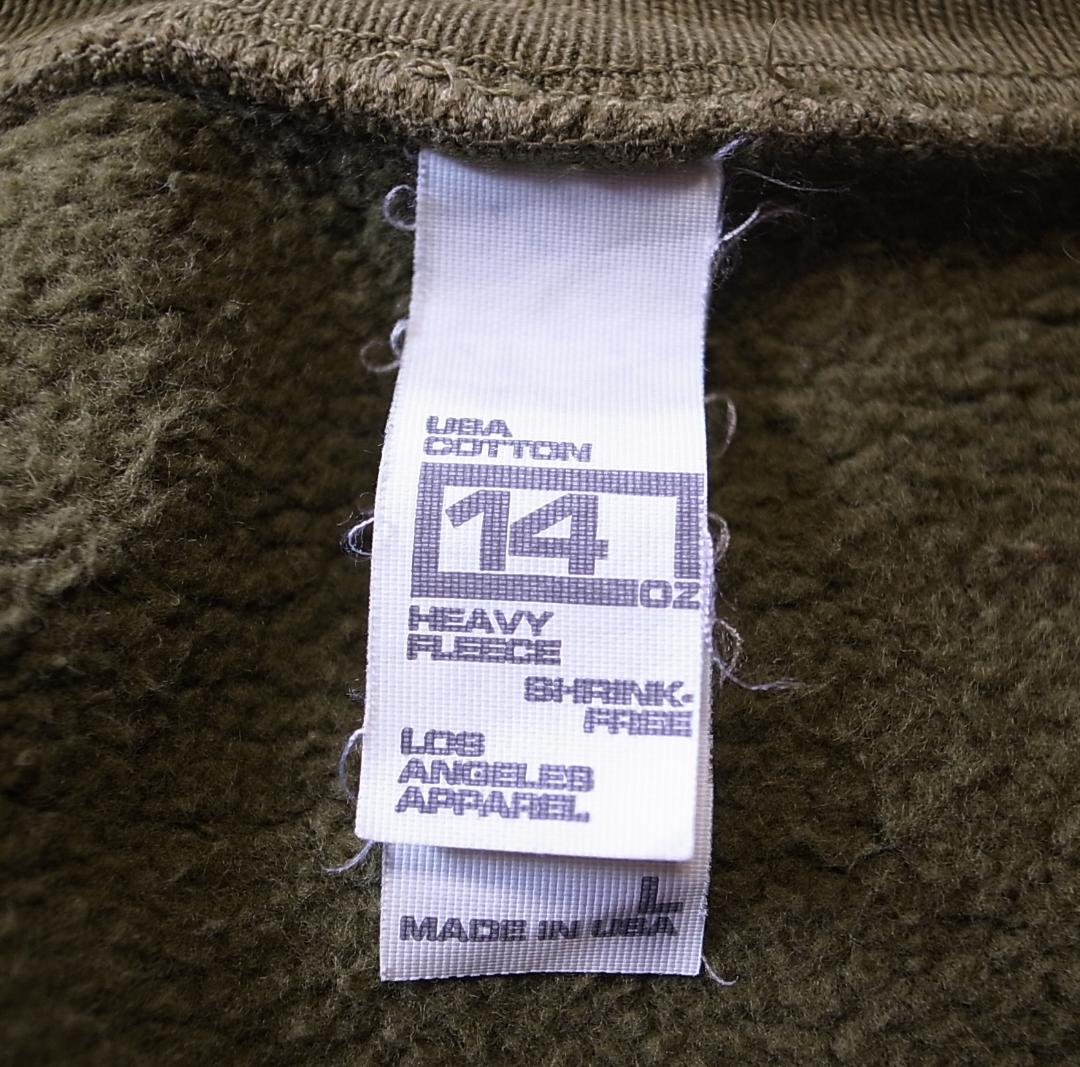 USA
COTTON
14
OZ
HEAVY
FLEECE
SHRINK-
FREE
LOS
ANGELES
APPAREL
L
MADE IN USA